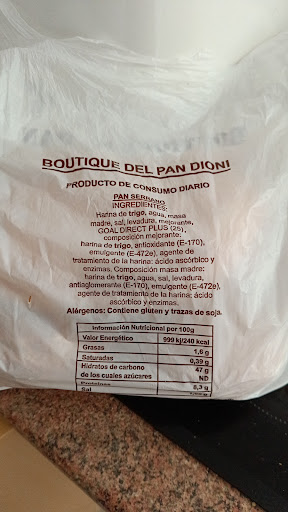 BOUTIQUE DEL PAN DIONI
PRODUCTO DE CONSUMO DIARIO
PAN SERRANO
INGREDIENTES:
Harina de trigo, agua, masa
madre, sal, levadura, mejorante,
GOAL DIRECT PLUS (25),
composición mejorante:
harina de trigo, antioxidante (E-170),
emulgente (E-472e), agente de
tratamiento de la harina: ácido ascórbico y
enzimas. Composición masa madre:
harina de trigo, agua, sal, levadura,
antiaglomerante (E-170), emulgente (E-472e),
agente de tratamiento de la harina: ácido
ascórbico y enzimas.
Alérgenos: Contiene gluten y trazas de soja.
Información Nutricional por 100g
Valor Energético 999 kj/240 kcal
Grasas 1,6 g
Saturadas 0,39 g
Hidratos de carbono 47 g
de los cuales azúcares ND
Proteínas 8,3 g
Sal